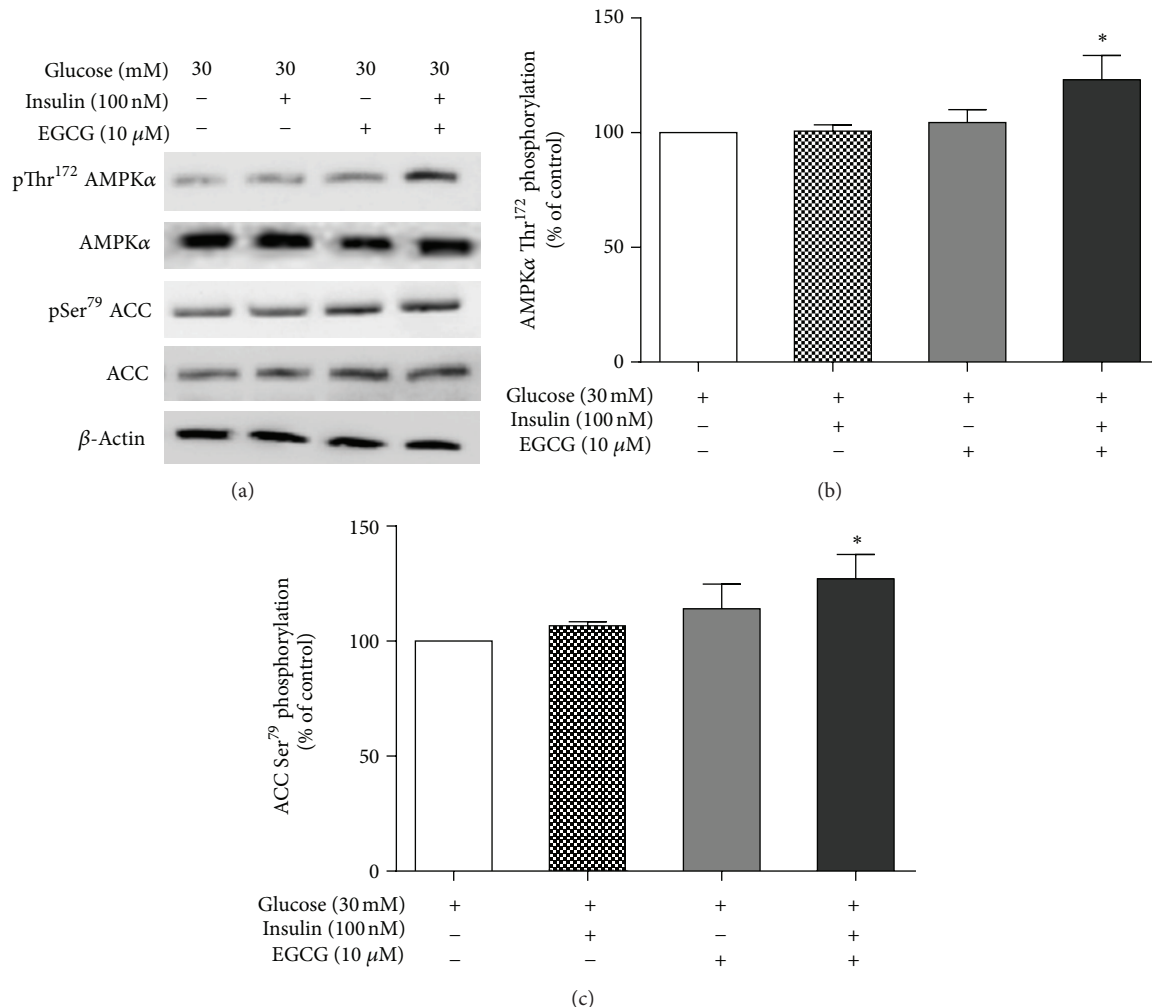 Glucose (mM) 30 30 30 30
Insulin (100 nM) − + − +
EGCG (10 μM) − − + +
pThr172 AMPKα
AMPKα
pSer79 ACC
ACC
β-Actin
(a)
AMPKα Thr172 phosphorylation
(% of control)
150
100
50
0
*
Glucose (30 mM) + + + +
Insulin (100 nM) − + − +
EGCG (10 μM) − − + +
(b)
ACC Ser79 phosphorylation
(% of control)
150
100
50
0
*
Glucose (30 mM) + + + +
Insulin (100 nM) − + − +
EGCG (10 μM) − − + +
(c)